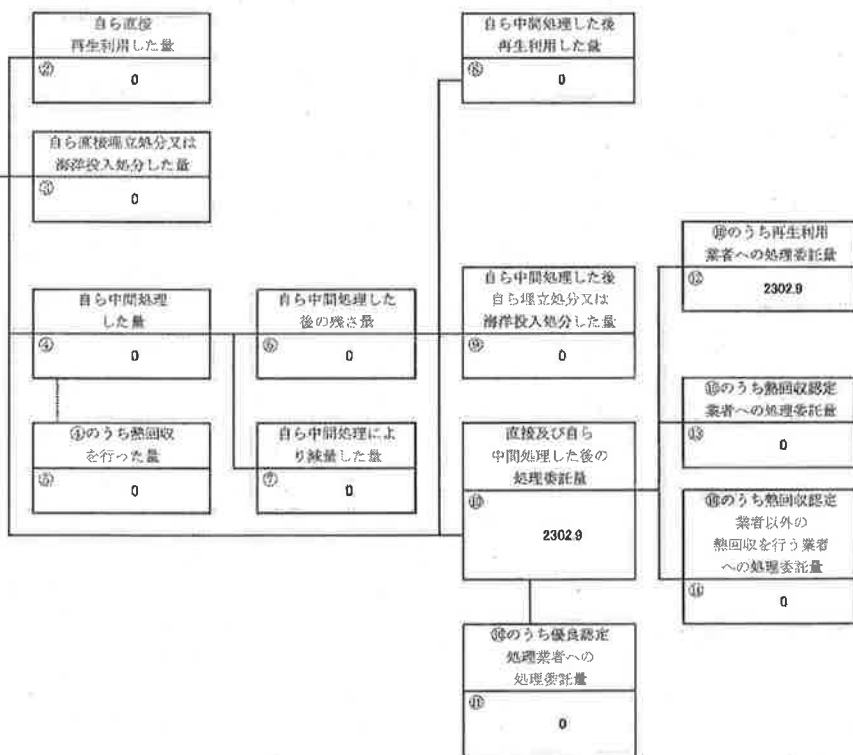 自ら直接
再生利用した量
②
0
自ら中間処理した後
再生利用した量
⑧
0
自ら直接埋立処分又は
海洋投入処分した量
③
0
⑩のうち再生利用
業者への処理委託量
⑫
2302.9
自ら中間処理
した量
④
0
自ら中間処理した
後の残さ量
⑥
0
自ら中間処理した後
自ら埋立処分又は
海洋投入処分した量
⑨
0
⑩のうち熱回収認定
業者への処理委託量
⑬
0
④のうち熱回収
を行った量
⑤
0
自ら中間処理によ
り減量した量
⑦
0
直接及び自ら
中間処理した後の
処理委託量
⑩
2302.9
⑩のうち熱回収認定
業者以外の
熱回収を行う業者
への処理委託量
⑭
0
⑩のうち優良認定
処理業者への
処理委託量
⑪
0